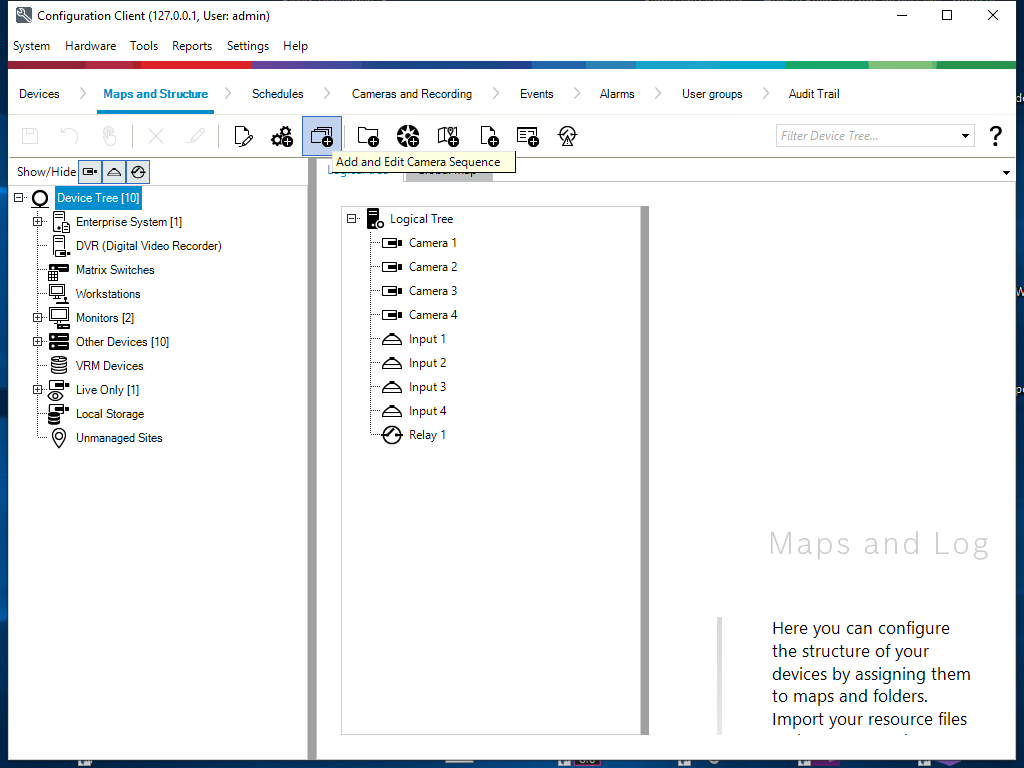 Configuration Client (127.0.0.1, User: admin)
System Hardware Tools Reports Settings Help
Devices Maps and Structure Schedules Cameras and Recording Events Alarms User groups Audit Trail
Filter Device Tree... ?
Add and Edit Camera Sequence
Show/Hide
Device Tree [10]
Enterprise System [1]
DVR (Digital Video Recorder)
Matrix Switches
Workstations
Monitors [2]
Other Devices [10]
VRM Devices
Live Only [1]
Local Storage
Unmanaged Sites
Logical Tree
Camera 1
Camera 2
Camera 3
Camera 4
Input 1
Input 2
Input 3
Input 4
Relay 1
Maps and Log
Here you can configure
the structure of your
devices by assigning them
to maps and folders.
Import your resource files